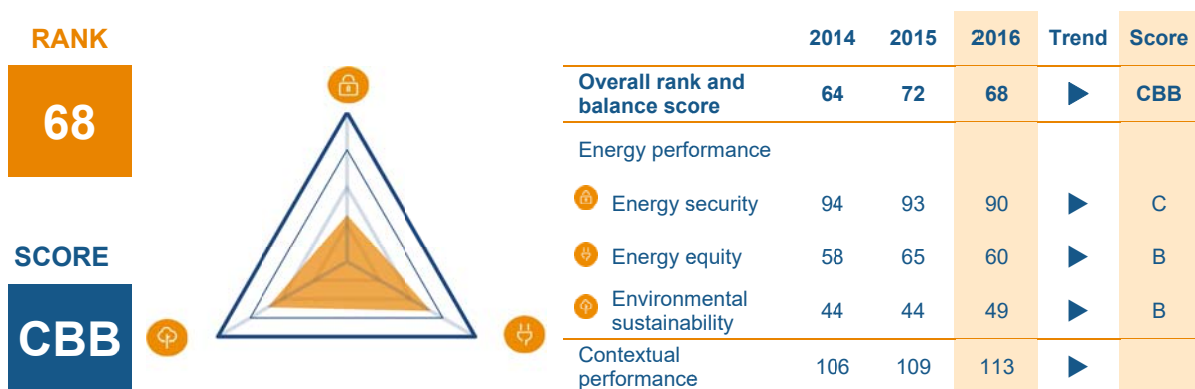 RANK
68
SCORE
CBB
2014 2015 2016 Trend Score
Overall rank and
balance score 64 72 68 CBB
Energy performance
Energy security 94 93 90 C
Energy equity 58 65 60 B
Environmental
sustainability 44 44 49 B
Contextual
performance 106 109 113